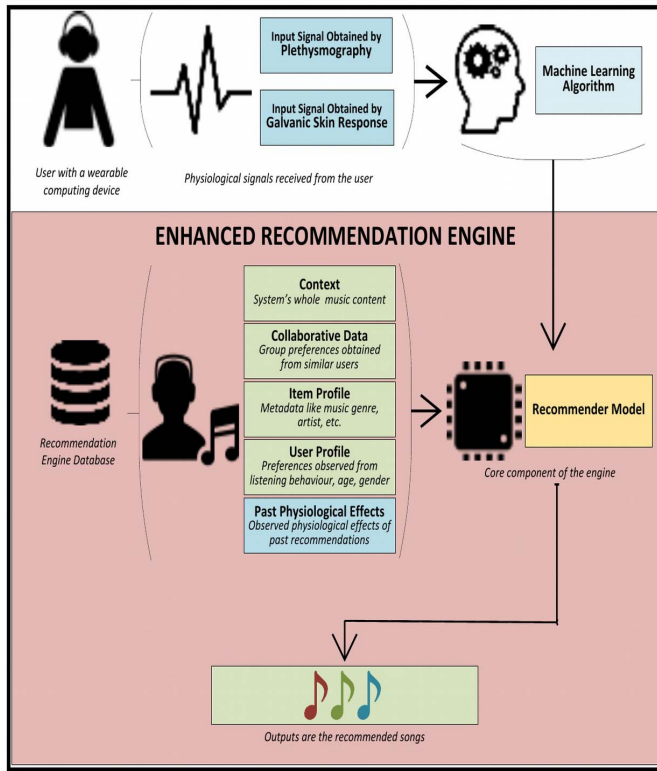 Input Signal Obtained by
Plethysmography
Input Signal Obtained by
Galvanic Skin Response
Machine Learning
Algorithm
User with a wearable
computing device
Physiological signals received from the user
ENHANCED RECOMMENDATION ENGINE
Context
System's whole music content
Collaborative Data
Group preferences obtained
from similar users
Item Profile
Metadata like music genre,
artist, etc.
User Profile
Preferences observed from
listening behaviour, age, gender
Past Physiological Effects
Observed physiological effects of
past recommendations
Recommendation
Engine Database
Recommender Model
Core component of the engine
Outputs are the recommended songs